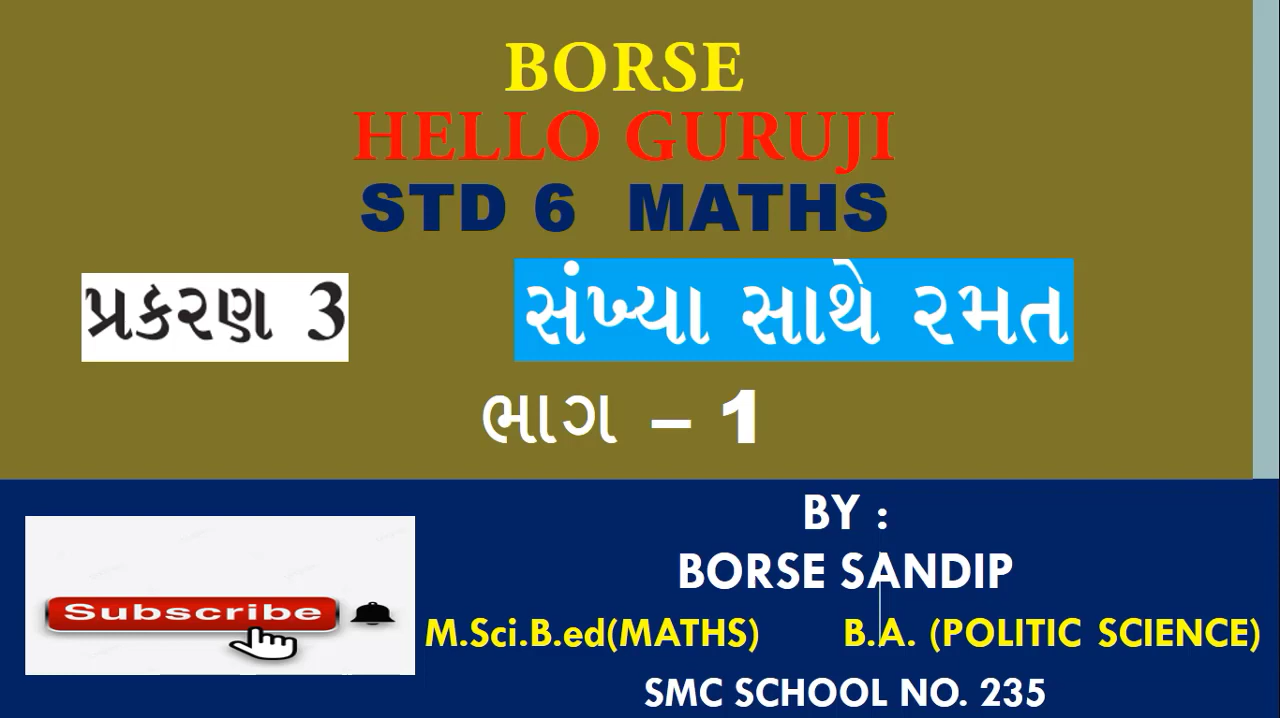 BORSE
HELLO GURUJI
STD 6 MATHS
પ્રકરણ 3 સંખ્યા સાથે રમત
ભાગ – 1
Subscribe
BY :
BORSE SANDIP
M.Sci.B.ed(MATHS) B.A. (POLITIC SCIENCE)
SMC SCHOOL NO. 235